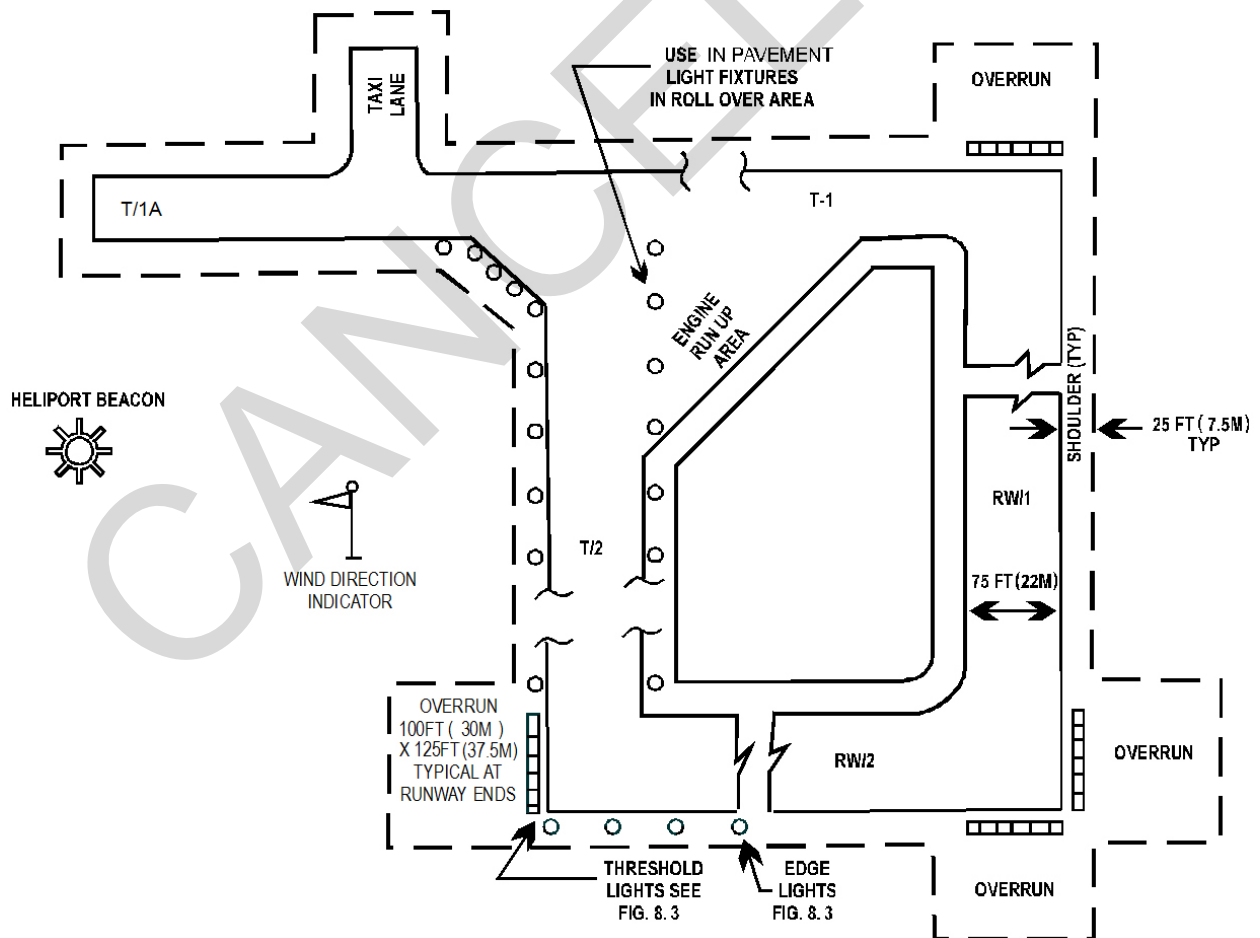 USE IN PAVEMENT
LIGHT FIXTURES
IN ROLL OVER AREA
OVERRUN
TAXI
LANE
T/1A
T-1
ENGINE
RUN UP
AREA
HELIPORT BEACON
SHOULDER (TYP)
25 FT ( 7.5M)
TYP
RW/1
WIND DIRECTION
INDICATOR
T/2
75 FT (22M)
OVERRUN
100FT ( 30M )
X 125FT (37.5M)
TYPICAL AT
RUNWAY ENDS
RW/2
OVERRUN
THRESHOLD
LIGHTS SEE
FIG. 8.3
EDGE
LIGHTS
FIG. 8.3
OVERRUN
CANCEL